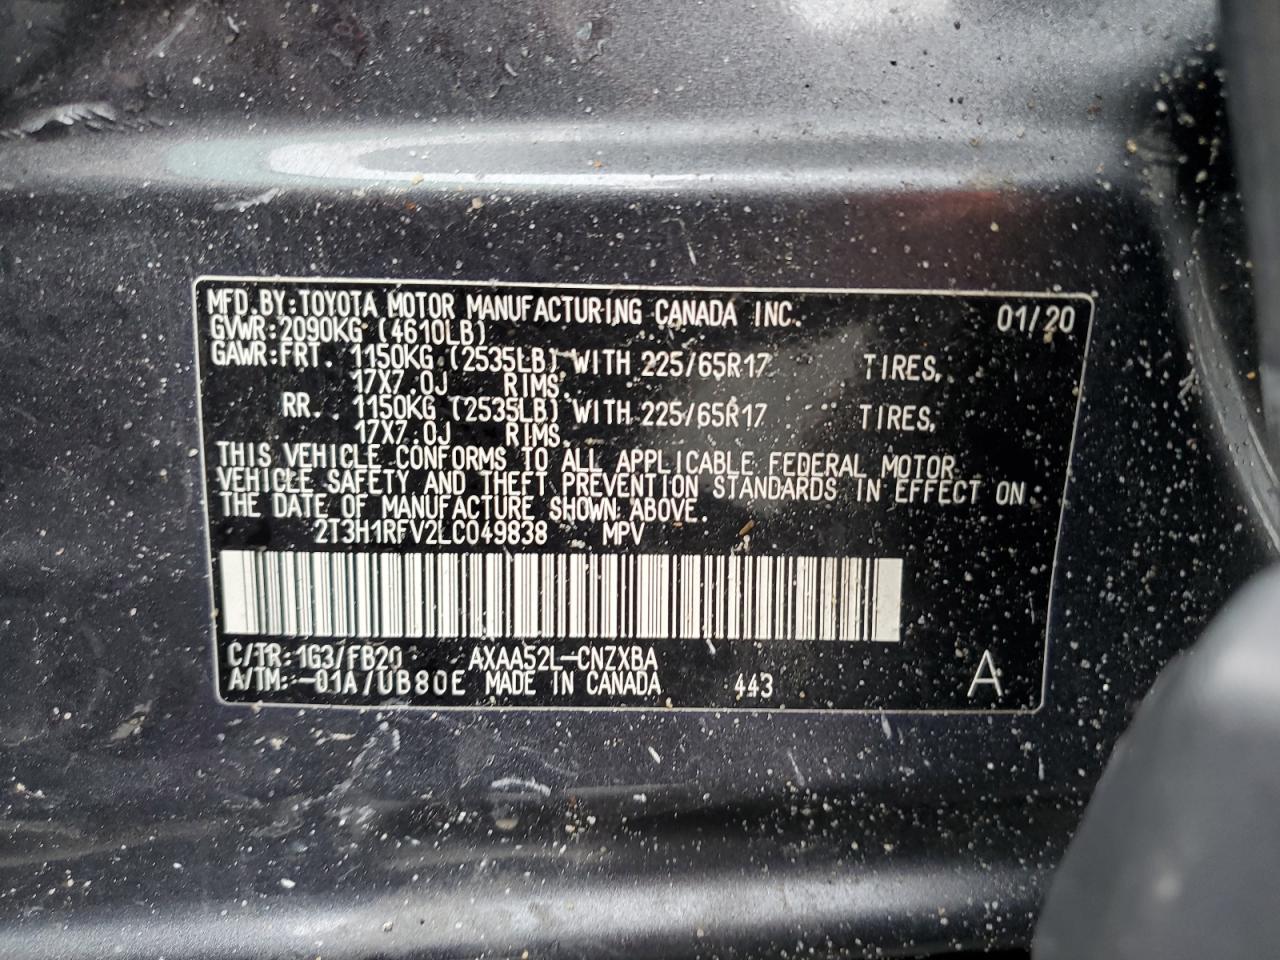 MFD.BY:TOYOTA MOTOR MANUFACTURING CANADA INC. 01/20
GVWR:2090KG (4610LB)
GAWR:FRT. 1150KG (2535LB) WITH 225/65R17 TIRES,
17X7.0J RIMS,
RR. 1150KG (2535LB) WITH 225/65R17 TIRES,
17X7.0J RIMS,
THIS VEHICLE CONFORMS TO ALL APPLICABLE FEDERAL MOTOR
VEHICLE SAFETY AND THEFT PREVENTION STANDARDS IN EFFECT ON
THE DATE OF MANUFACTURE SHOWN ABOVE.
2T3H1RFV2LC049838 MPV
C/TR:1G3/FB20 AXAA52L-CNZXBA
A/TM:-01A/UB80E MADE IN CANADA 443 A